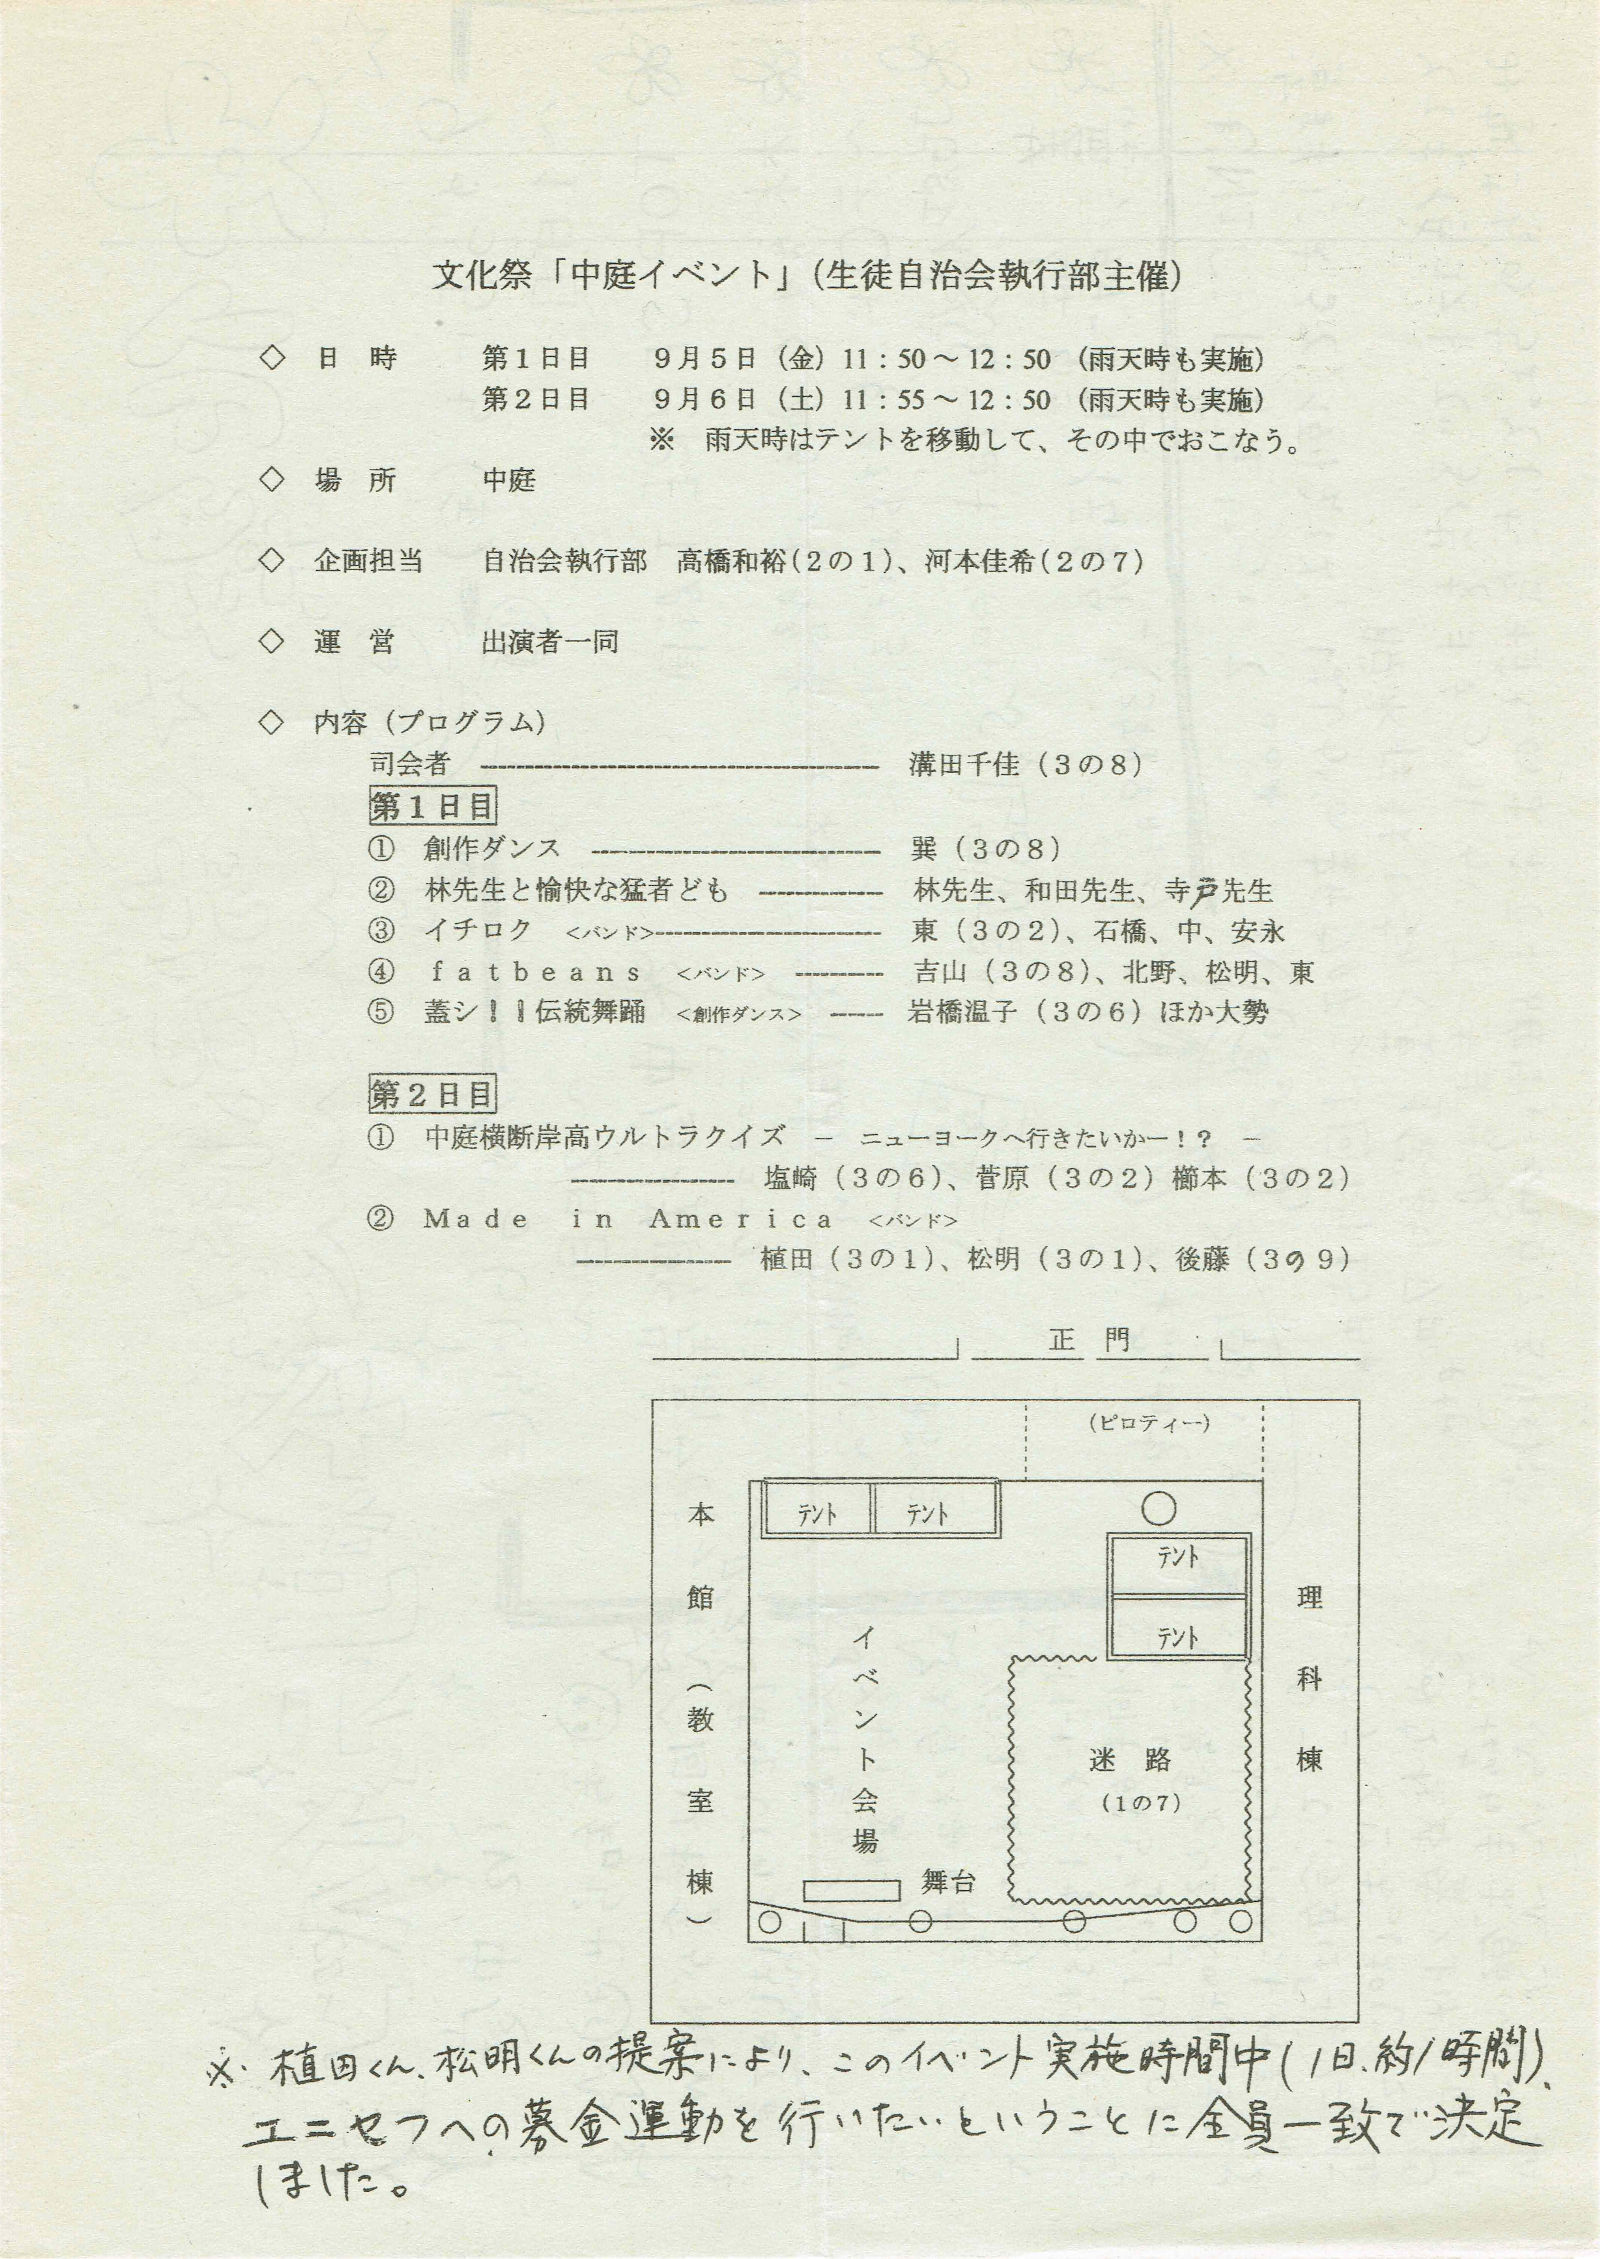 文化祭「中庭イベント」(生徒自治会執行部主催)
◇ 日 時 第1日目 9月5日(金)11:50~12:50 (雨天時も実施)
第2日目 9月6日(土)11:55~12:50 (雨天時も実施)
※ 雨天時はテントを移動して、その中でおこなう。
◇ 場 所 中庭
◇ 企画担当 自治会執行部 高橋和裕(2の1)、河本佳希(2の7)
◇ 運 営 出演者一同
◇ 内容(プログラム)
司会者 ---------- 溝田千佳(3の8)
第1日目
① 創作ダンス ---------- 巽(3の8)
② 林先生と愉快な猛者ども ---------- 林先生、和田先生、寺戸先生
③ イチロク <バンド>---------- 東(3の2)、石橋、中、安永
④ fatbeans <バンド> ---------- 吉山(3の8)、北野、松明、東
⑤ 蓋シ!!伝統舞踊 <創作ダンス> ---- 岩橋温子(3の6)ほか大勢
第2日目
① 中庭横断岸高ウルトラクイズ - ニューヨークへ行きたいかー!? -
---------- 塩崎(3の6)、菅原(3の2)櫛本(3の2)
② Made in America <バンド>
---------- 植田(3の1)、松明(3の1)、後藤(3の9)
正 門
(ピロティー)
本館(教室棟)
テント
テント
テント
テント
理科棟
イベント会場
迷 路
(1の7)
舞台
※ 植田くん、松明くんの提案により、このイベント実施時間中(1日、約1時間)、
ユニセフへの募金運動を行いたいということに全員一致で決定
しました。